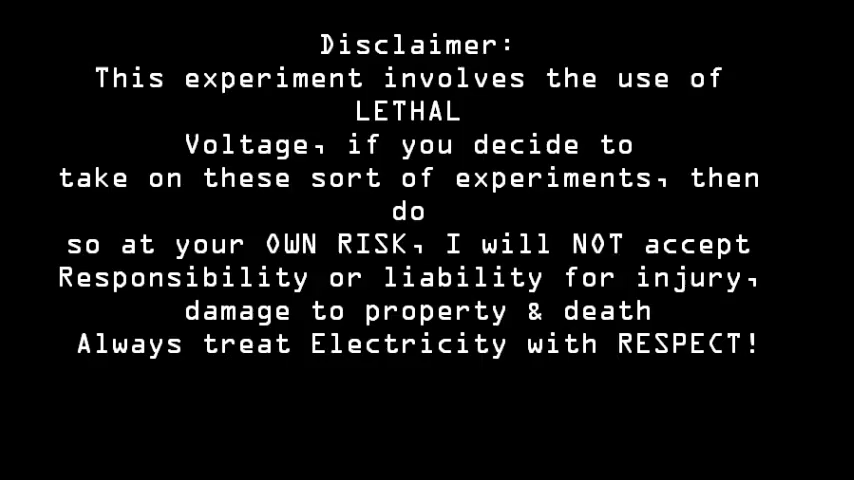 Disclaimer:
This experiment involves the use of
LETHAL
Voltage, if you decide to
take on these sort of experiments, then
do
so at your OWN RISK, I will NOT accept
Responsibility or liability for injury,
damage to property & death
Always treat Electricity with RESPECT!